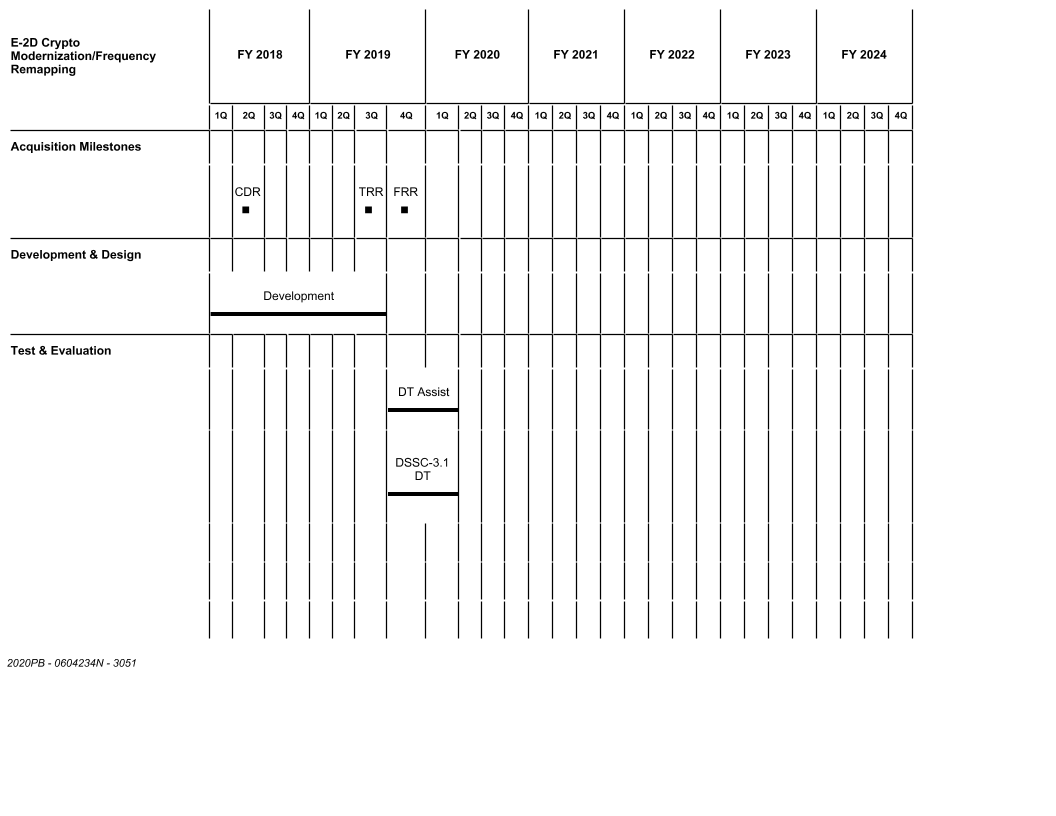 E-2D Crypto
Modernization/Frequency
Remapping
FY 2018 FY 2019 FY 2020 FY 2021 FY 2022 FY 2023 FY 2024
1Q 2Q 3Q 4Q 1Q 2Q 3Q 4Q 1Q 2Q 3Q 4Q 1Q 2Q 3Q 4Q 1Q 2Q 3Q 4Q 1Q 2Q 3Q 4Q 1Q 2Q 3Q 4Q
Acquisition Milestones
CDR TRR FRR
Development & Design
Development
Test & Evaluation
DT Assist
DSSC-3.1
DT
2020PB - 0604234N - 3051